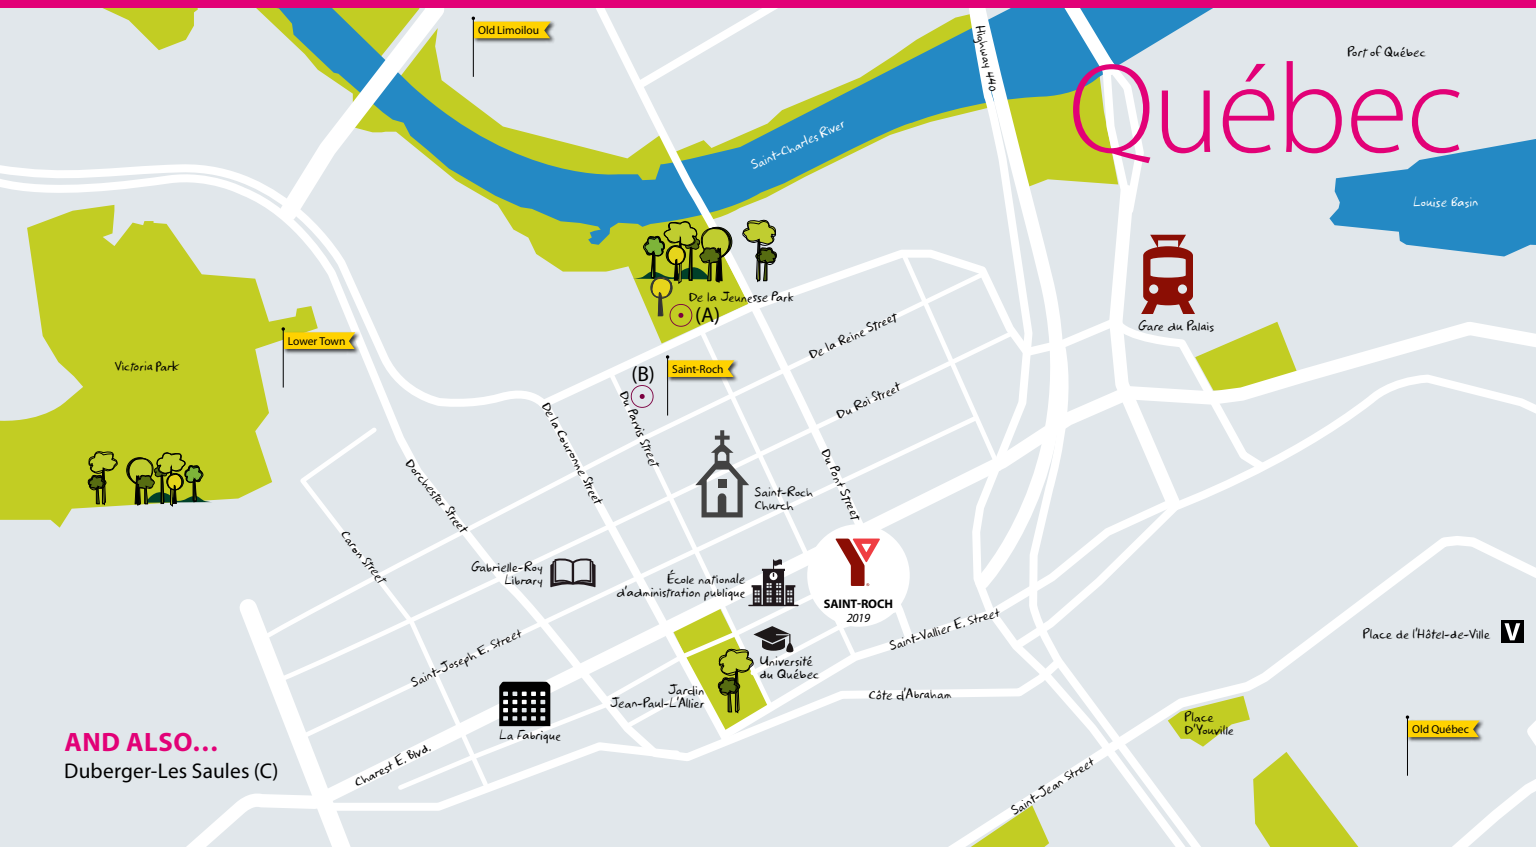 Old Limoilou
Highway 440
Port of Québec
Québec
Saint-Charles River
Louise Basin
De la Jeunesse Park
(A)
Gare du Palais
Lower Town
Victoria Park
(B)
Saint-Roch
De la Reine Street
Du Roi Street
Du Parvis Street
De la Couronne Street
Dorchester Street
Du Pont Street
Saint-Roch
Church
Caron Street
Gabrielle-Roy
Library
École nationale
d'administration publique
SAINT-ROCH
2019
Saint-Vallier E. Street
Saint-Joseph E. Street
Université
du Québec
Place de l'Hôtel-de-Ville
V
Jardin
Jean-Paul-L'Allier
Côte d'Abraham
La Fabrique
Charest E. Blvd.
Place
D'Youville
Old Québec
Saint-Jean Street
AND ALSO...
Duberger-Les Saules (C)